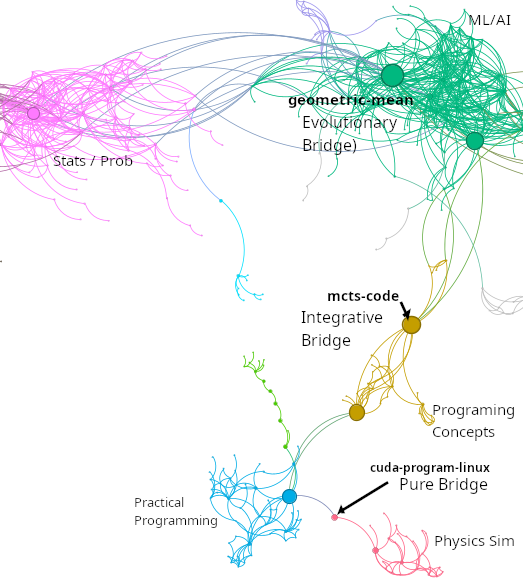 ML/AI
geometric-mean
Evolutionary
Bridge)
Stats / Prob
mcts-code
Integrative
Bridge
Programing
Concepts
cuda-program-linux
Pure Bridge
Practical
Programming
Physics Sim